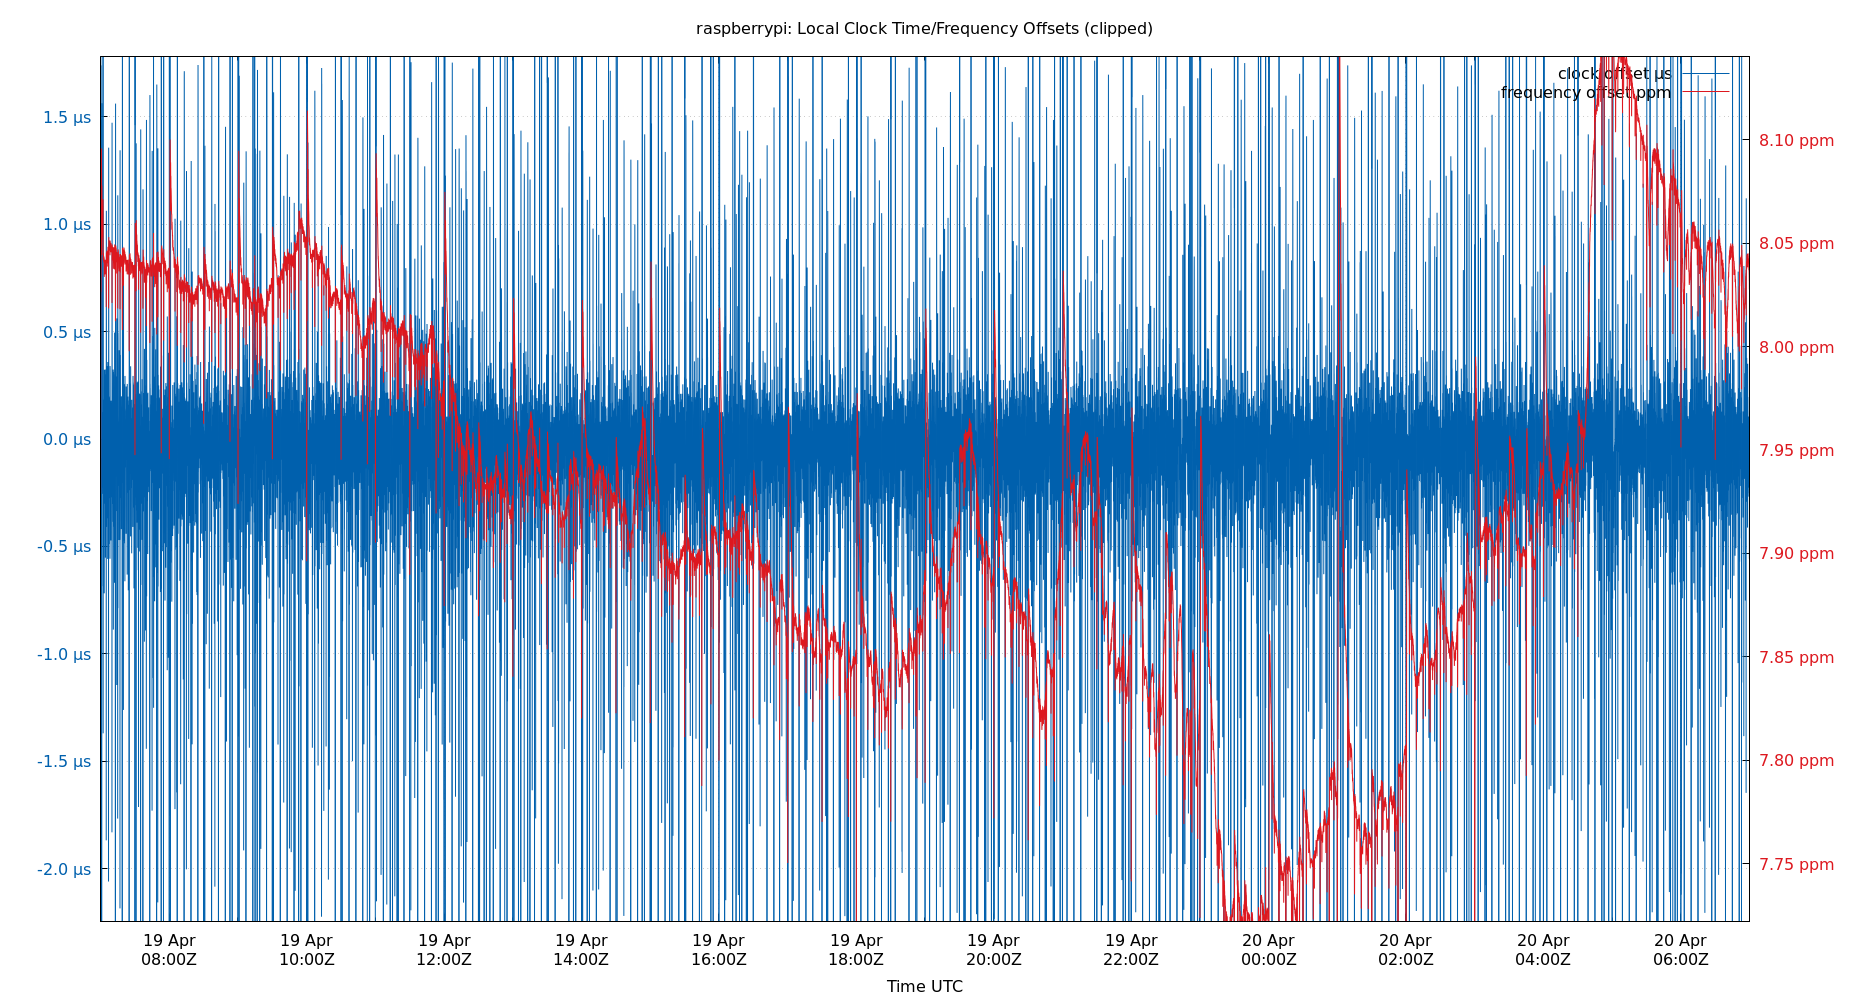 raspberrypi: Local Clock Time/Frequency Offsets (clipped)
clock offset µs
frequency offset ppm
1.5 µs
1.0 µs
0.5 µs
0.0 µs
-0.5 µs
-1.0 µs
-1.5 µs
-2.0 µs
8.10 ppm
8.05 ppm
8.00 ppm
7.95 ppm
7.90 ppm
7.85 ppm
7.80 ppm
7.75 ppm
19 Apr 19 Apr 19 Apr 19 Apr 19 Apr 19 Apr 19 Apr 19 Apr 20 Apr 20 Apr 20 Apr 20 Apr
08:00Z 10:00Z 12:00Z 14:00Z 16:00Z 18:00Z 20:00Z 22:00Z 00:00Z 02:00Z 04:00Z 06:00Z
Time UTC